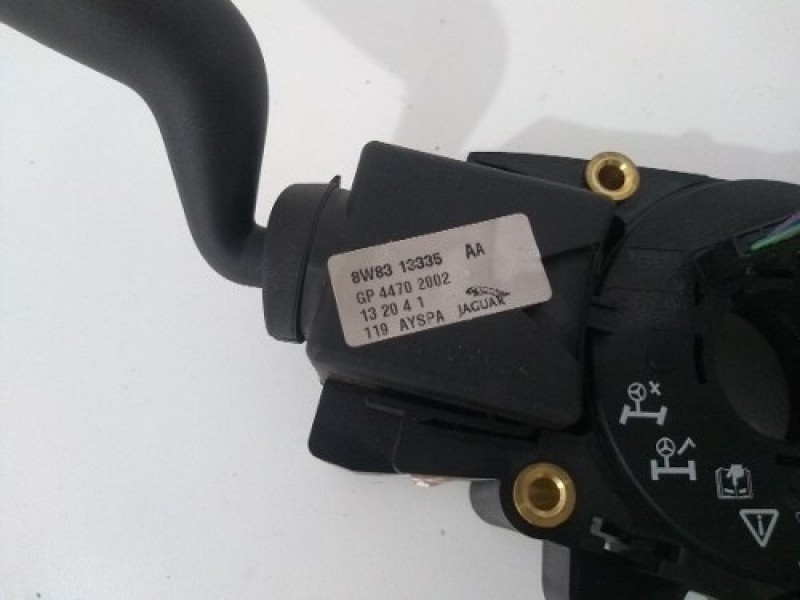 8W83 13335 AA
GP 4470 2002
13 20 4 1
119 AYSPA JAGUAR